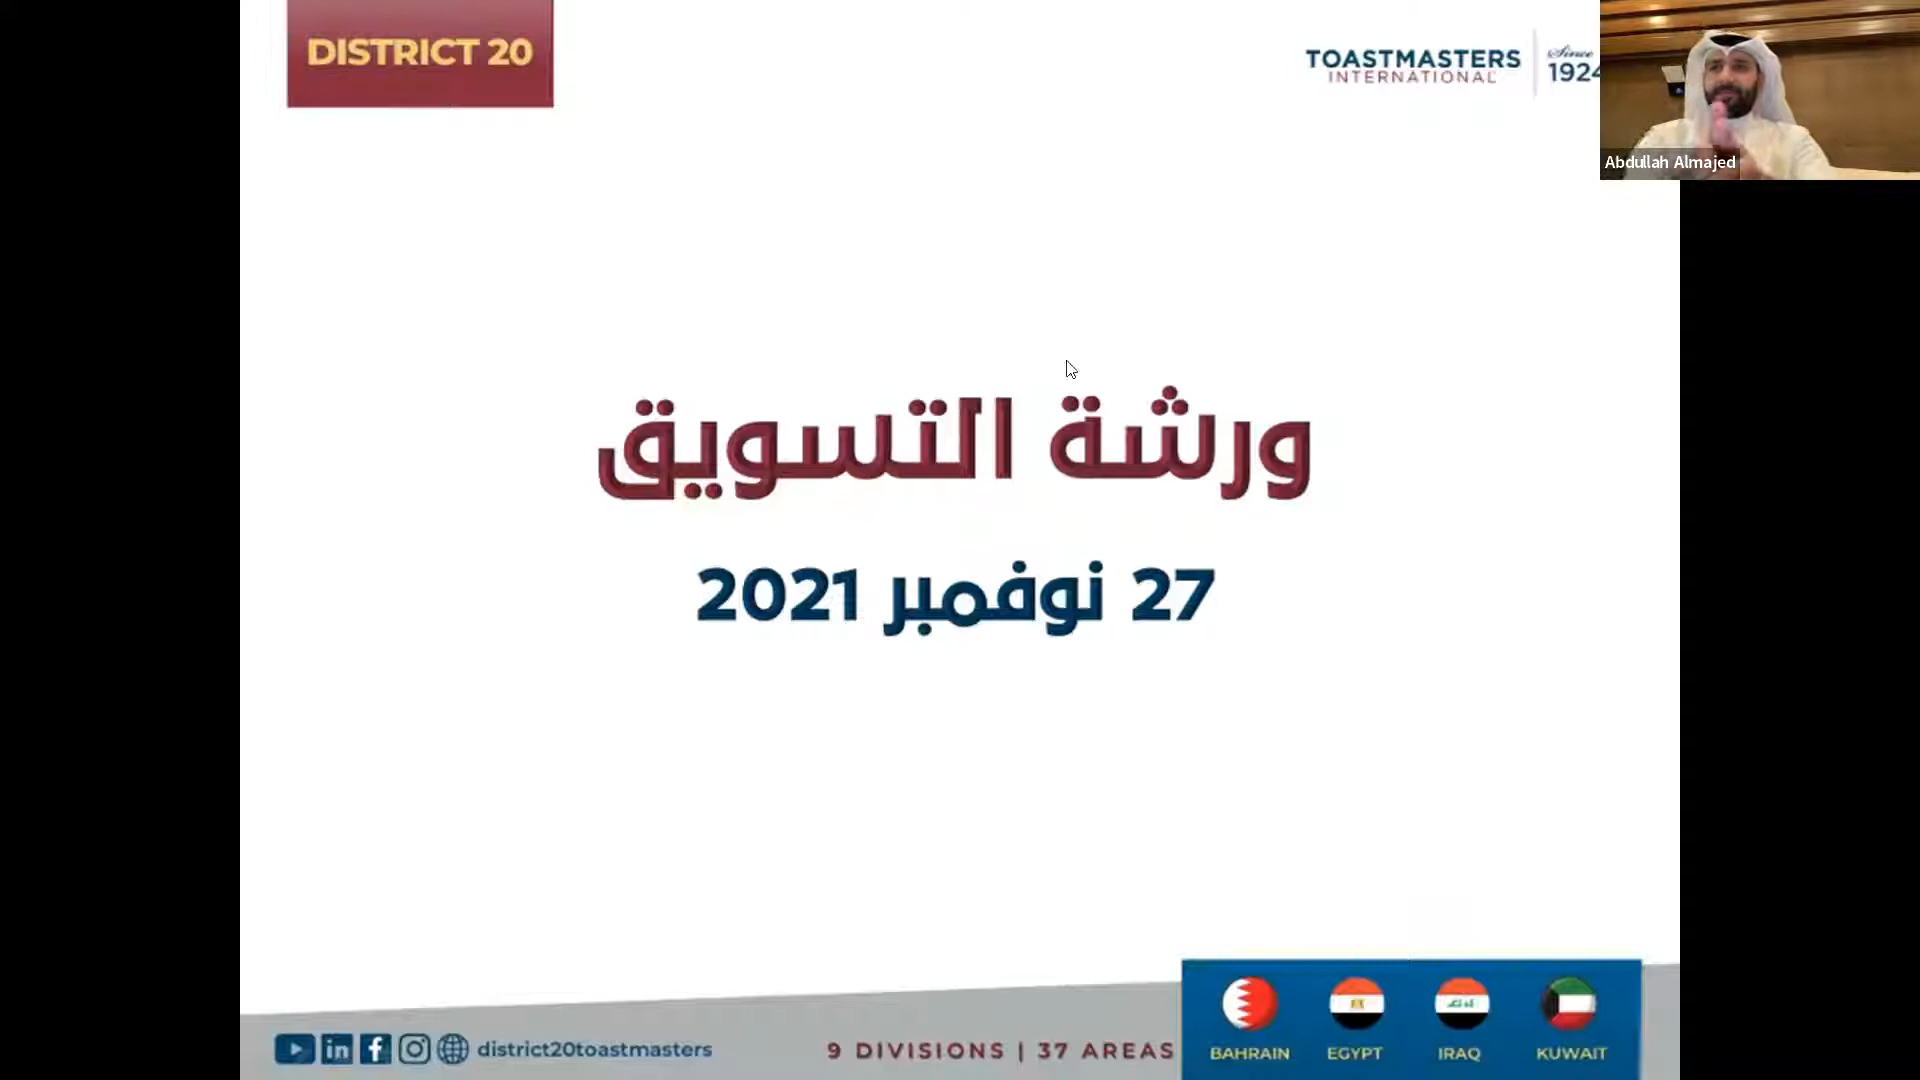 DISTRICT 20
TOASTMASTERS
INTERNATIONAL
Since
1924
Abdullah Almajed
ورشة التسويق
27 نوفمبر 2021
district20toastmasters
9 DIVISIONS | 37 AREAS
BAHRAIN EGYPT IRAQ KUWAIT